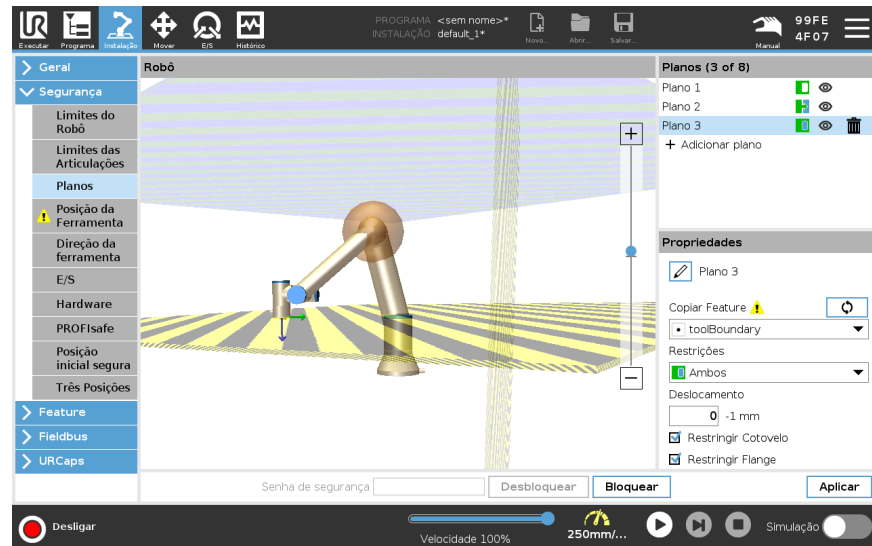 PROGRAMA <sem nome>*
INSTALAÇÃO default_1*
Executar
Programa
Instalação
Mover
E/S
Histórico
Novo...
Abrir...
Salvar...
Manual
99FE
4F07
Geral
Segurança
Limites do
Robô
Limites das
Articulações
Planos
Posição da
Ferramenta
Direção da
ferramenta
E/S
Hardware
PROFIsafe
Posição
inicial segura
Três Posições
Feature
Fieldbus
URCaps
Robô
Planos (3 of 8)
Plano 1
Plano 2
Plano 3
+ Adicionar plano
Propriedades
Plano 3
Copiar Feature
toolBoundary
Restrições
Ambos
Deslocamento
0 -1 mm
Restringir Cotovelo
Restringir Flange
Senha de segurança
Desbloquear
Bloquear
Aplicar
Desligar
Velocidade 100%
250mm/...
Simulação